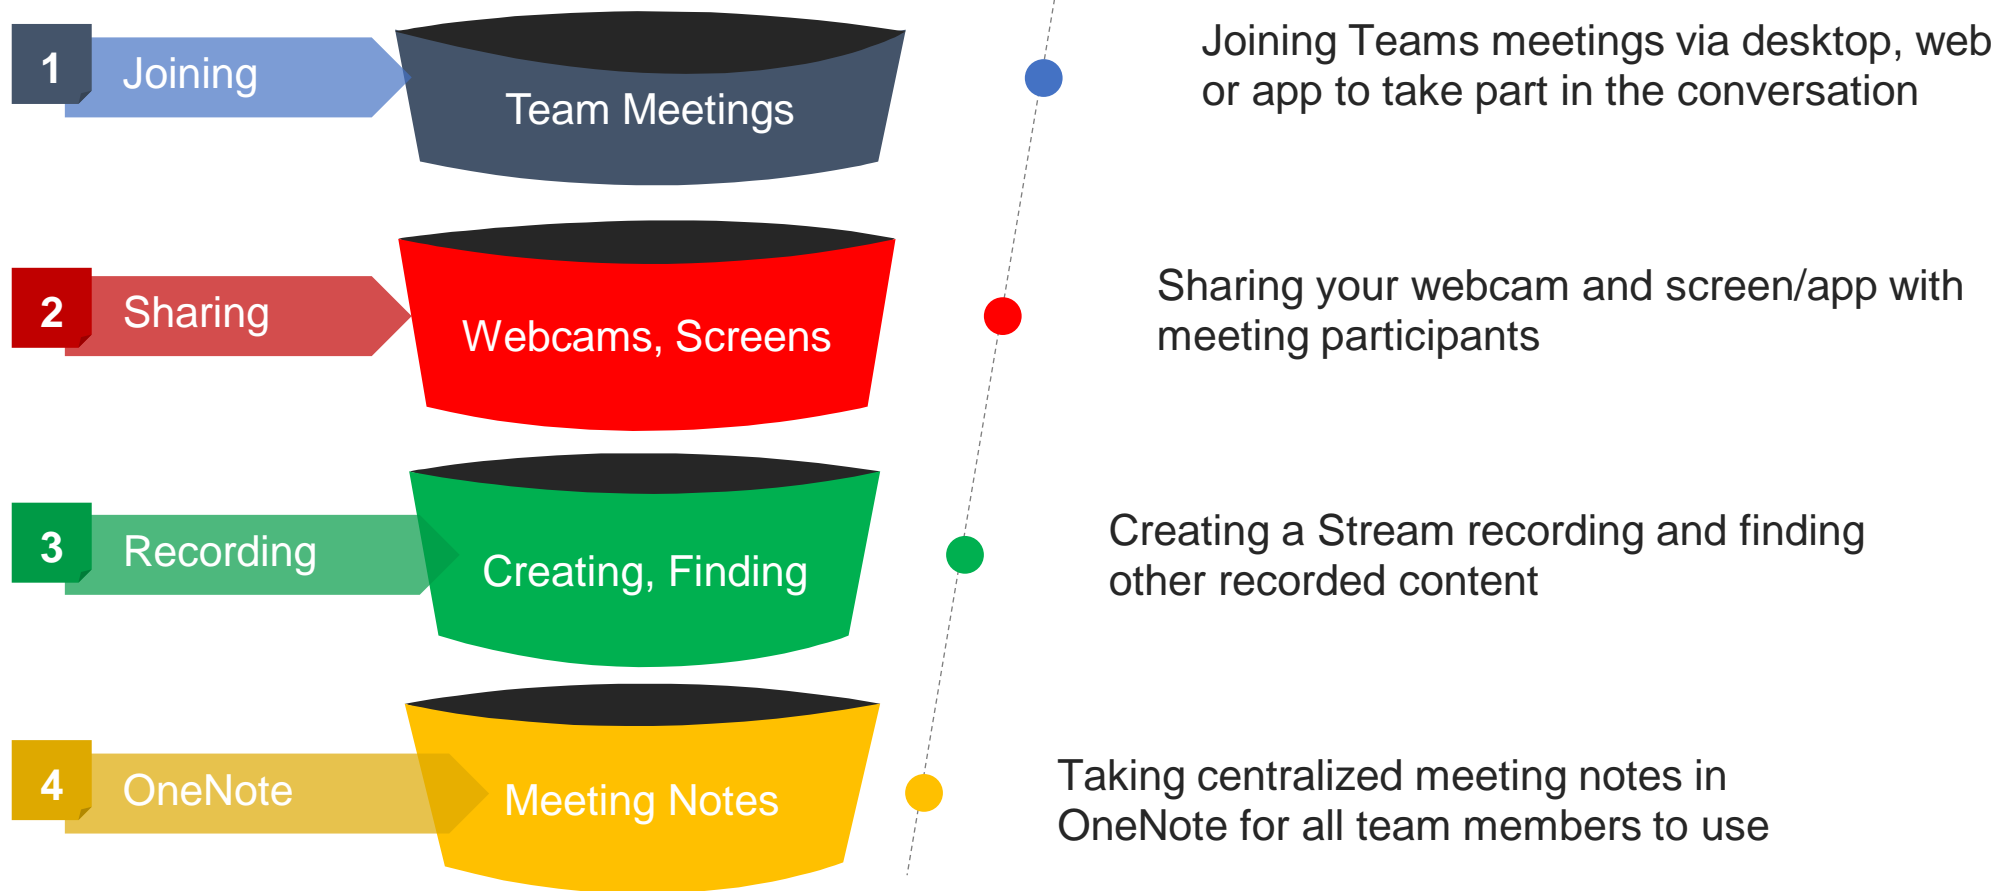 1
Joining
Team Meetings
Joining Teams meetings via desktop, web
or app to take part in the conversation
2
Sharing
Webcams, Screens
Sharing your webcam and screen/app with
meeting participants
3
Recording
Creating, Finding
Creating a Stream recording and finding
other recorded content
4
OneNote
Meeting Notes
Taking centralized meeting notes in
OneNote for all team members to use